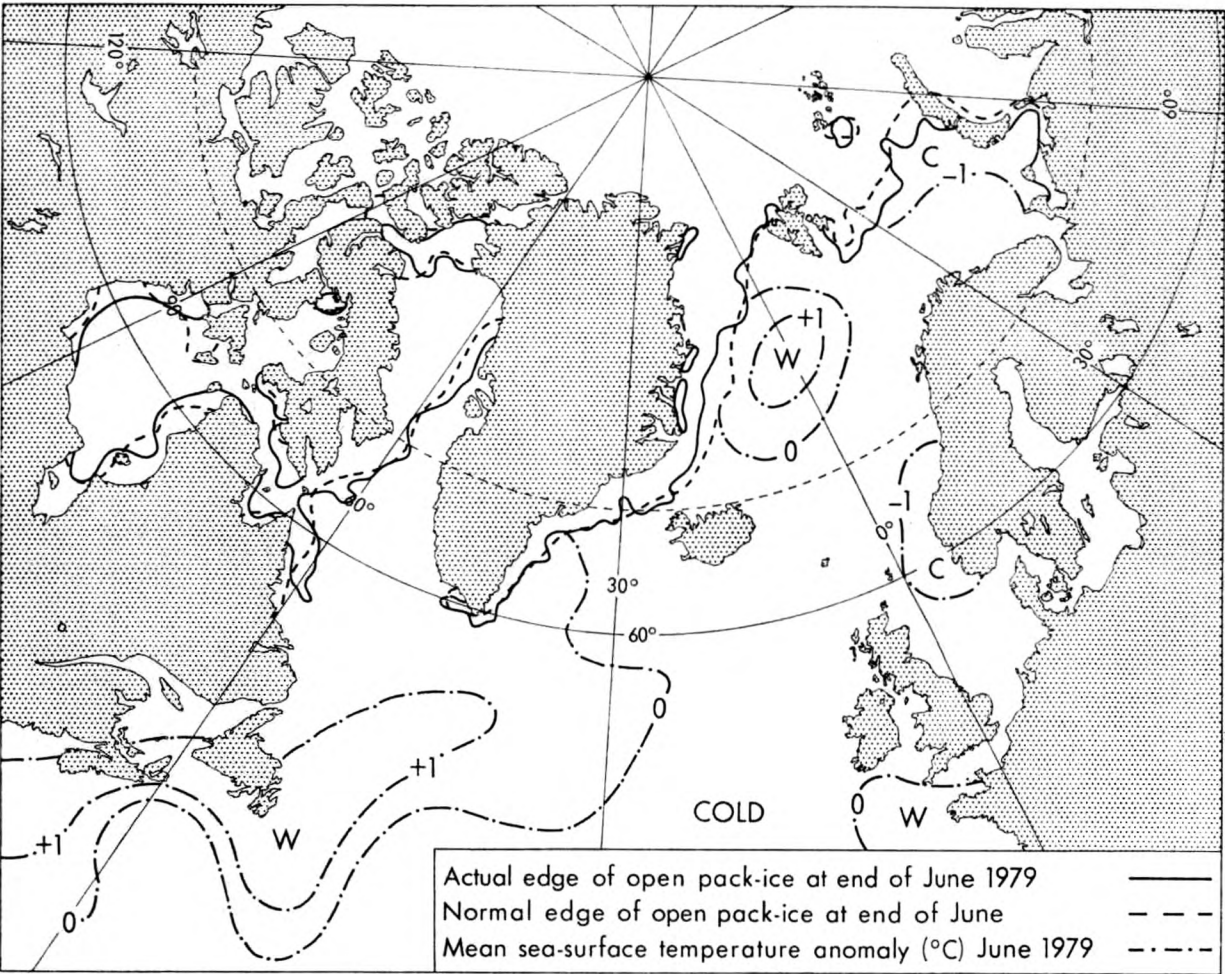 120°
60°
C
-1
80°
+1
W
0
30°
60°
-1
C
0°
30°
60°
0
+1
+1
W
0
COLD
0
W
Actual edge of open pack-ice at end of June 1979
Normal edge of open pack-ice at end of June
Mean sea-surface temperature anomaly (°C) June 1979